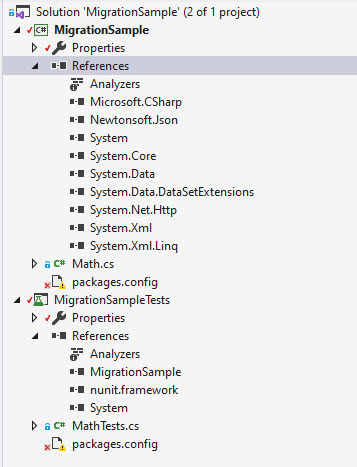 Solution 'MigrationSample' (2 of 1 project)
C# MigrationSample
Properties
References
Analyzers
Microsoft.CSharp
Newtonsoft.Json
System
System.Core
System.Data
System.Data.DataSetExtensions
System.Net.Http
System.Xml
System.Xml.Linq
C# Math.cs
packages.config
MigrationSampleTests
Properties
References
Analyzers
MigrationSample
nunit.framework
System
C# MathTests.cs
packages.config